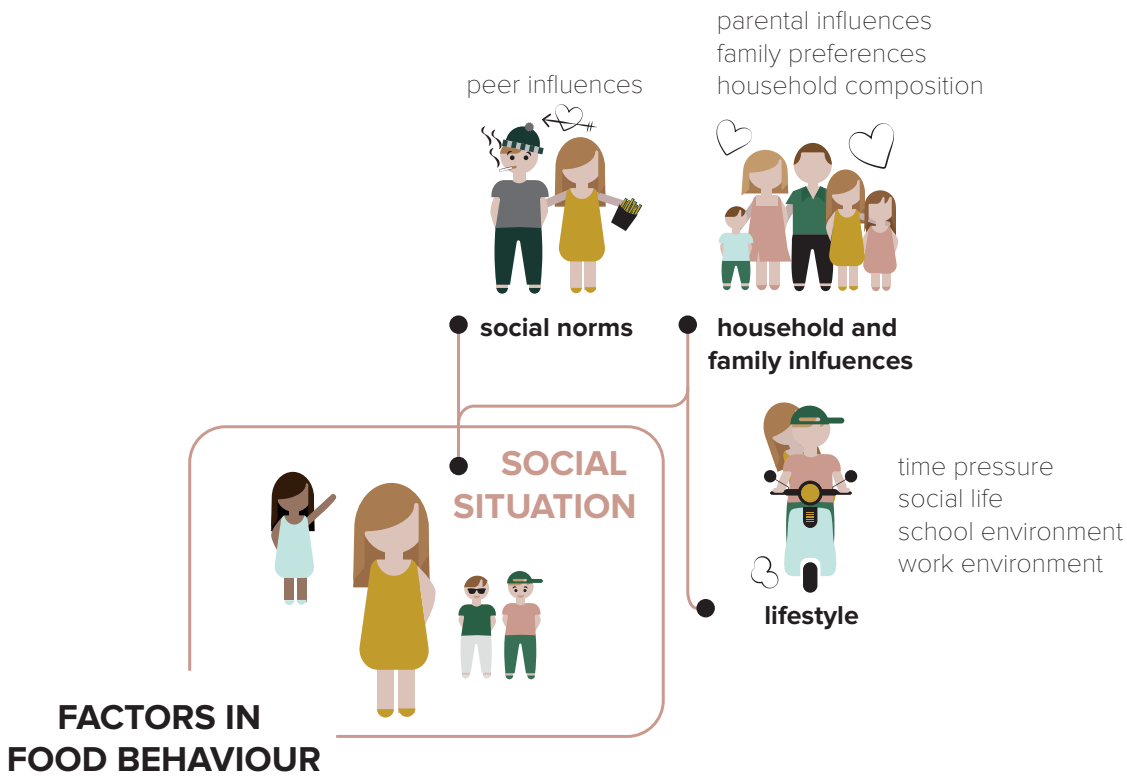 parental influences
family preferences
household composition
peer influences
social norms
household and
family inlfuences
SOCIAL
SITUATION
time pressure
social life
school environment
work environment
lifestyle
FACTORS IN
FOOD BEHAVIOUR